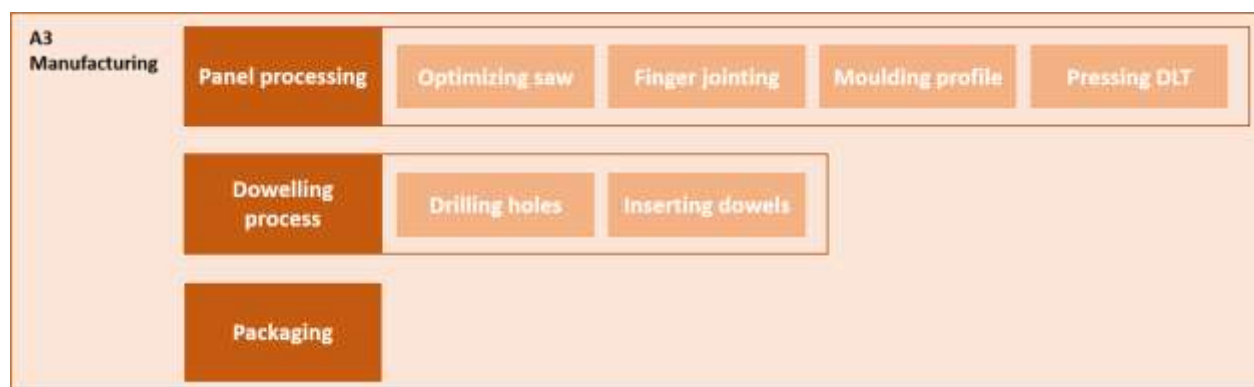 A3
Manufacturing
Panel processing
Optimizing saw
Finger jointing
Moulding profile
Pressing DLT
Dowelling
process
Drilling holes
Inserting dowels
Packaging